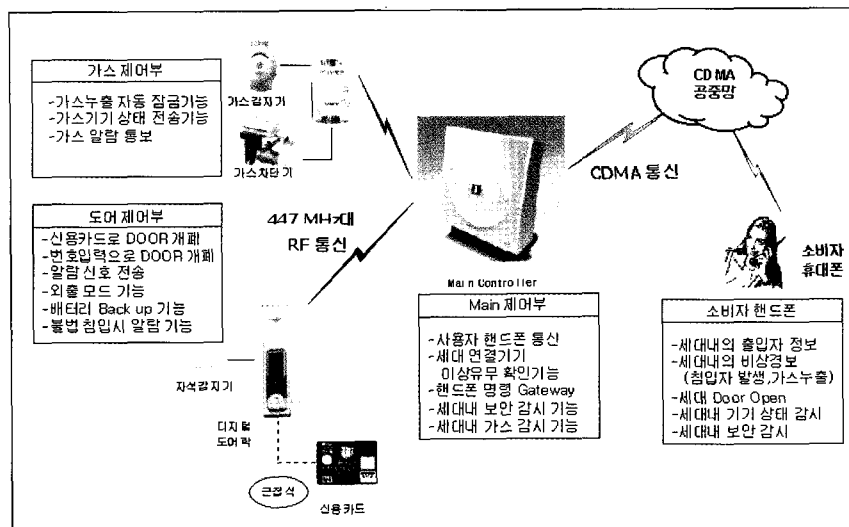 가스 제어부
-가스누출 자동 잠금기능
-가스기기 상태 전송기능
-가스 알람 통보
가스감지기
가스차단기
도어 제어부
-신용카드로 DOOR 개폐
-번호입력으로 DOOR 개폐
-알람 신호 전송
-외출 모드 기능
-배터리 Back up 기능
-불법 침입시 알람 기능
447 MHz대
RF 통신
자석감지기
디지털
도어락
근접식
신용카드
Main Controller
Main 제어부
-사용자 핸드폰 통신
-세대 연결기기
이상유무 확인기능
-핸드폰 명령 Gateway
-세대내 보안 감시 기능
-세대내 가스 감시 기능
CDMA
공중망
CDMA 통신
소비자
휴대폰
소비자 핸드폰
-세대내의 출입자 정보
-세대내의 비상경보
(침입자 발생,가스누출)
-세대 Door Open
-세대내 기기 상태 감시
-세대내 보안 감시